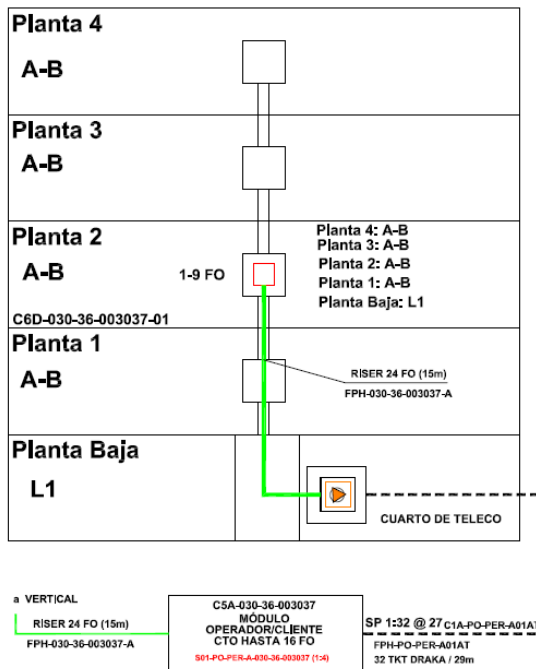 Planta 4
A-B
Planta 3
A-B
Planta 2
A-B
1-9 FO
C6D-030-36-003037-01
Planta 4: A-B
Planta 3: A-B
Planta 2: A-B
Planta 1: A-B
Planta Baja: L1
Planta 1
A-B
RISER 24 FO (15m)
FPH-030-36-003037-A
Planta Baja
L1
CUARTO DE TELECO
a VERTICAL
RISER 24 FO (15m)
FPH-030-36-003037-A
C5A-030-36-003037
MÓDULO
OPERADOR/CLIENTE
CTO HASTA 16 FO
S01-PO-PER-A-030-36-003037 (1:4)
SP 1:32 @ 27 C1A-PO-PER-A01AT
FPH-PO-PER-A01AT
32 TKT DRAKA / 29m